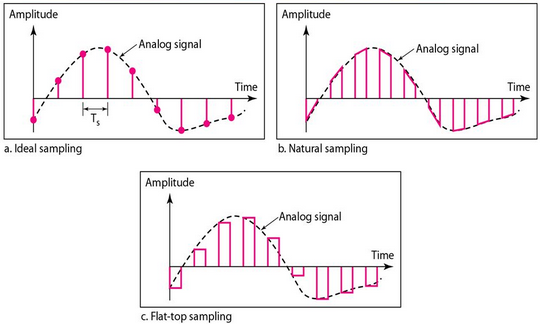 Amplitude
Analog signal
Time
Ts
a. Ideal sampling
Amplitude
Analog signal
Time
b. Natural sampling
Amplitude
Analog signal
Time
c. Flat-top sampling